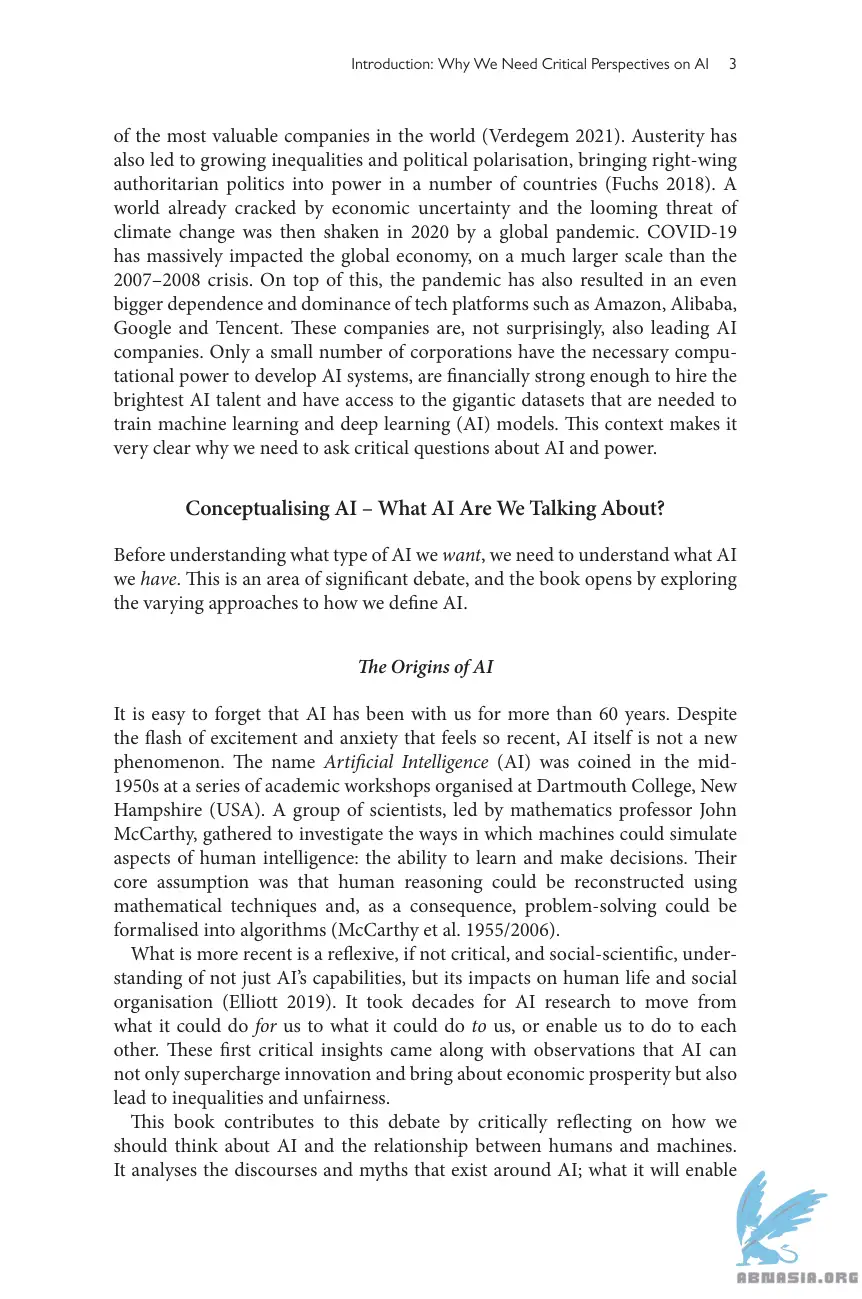 Introduction: Why We Need Critical Perspectives on AI 3
of the most valuable companies in the world (Verdegem 2021). Austerity has
also led to growing inequalities and political polarisation, bringing right-wing
authoritarian politics into power in a number of countries (Fuchs 2018). A
world already cracked by economic uncertainty and the looming threat of
climate change was then shaken in 2020 by a global pandemic. COVID-19
has massively impacted the global economy, on a much larger scale than the
2007–2008 crisis. On top of this, the pandemic has also resulted in an even
bigger dependence and dominance of tech platforms such as Amazon, Alibaba,
Google and Tencent. These companies are, not surprisingly, also leading AI
companies. Only a small number of corporations have the necessary compu-
tational power to develop AI systems, are financially strong enough to hire the
brightest AI talent and have access to the gigantic datasets that are needed to
train machine learning and deep learning (AI) models. This context makes it
very clear why we need to ask critical questions about AI and power.
Conceptualising AI – What AI Are We Talking About?
Before understanding what type of AI we want, we need to understand what AI
we have. This is an area of significant debate, and the book opens by exploring
the varying approaches to how we define AI.
The Origins of AI
It is easy to forget that AI has been with us for more than 60 years. Despite
the flash of excitement and anxiety that feels so recent, AI itself is not a new
phenomenon. The name Artificial Intelligence (AI) was coined in the mid-
1950s at a series of academic workshops organised at Dartmouth College, New
Hampshire (USA). A group of scientists, led by mathematics professor John
McCarthy, gathered to investigate the ways in which machines could simulate
aspects of human intelligence: the ability to learn and make decisions. Their
core assumption was that human reasoning could be reconstructed using
mathematical techniques and, as a consequence, problem-solving could be
formalised into algorithms (McCarthy et al. 1955/2006).
What is more recent is a reflexive, if not critical, and social-scientific, under-
standing of not just AI’s capabilities, but its impacts on human life and social
organisation (Elliott 2019). It took decades for AI research to move from
what it could do for us to what it could do to us, or enable us to do to each
other. These first critical insights came along with observations that AI can
not only supercharge innovation and bring about economic prosperity but also
lead to inequalities and unfairness.
This book contributes to this debate by critically reflecting on how we
should think about AI and the relationship between humans and machines.
It analyses the discourses and myths that exist around AI; what it will enable
ABNASIA.ORG